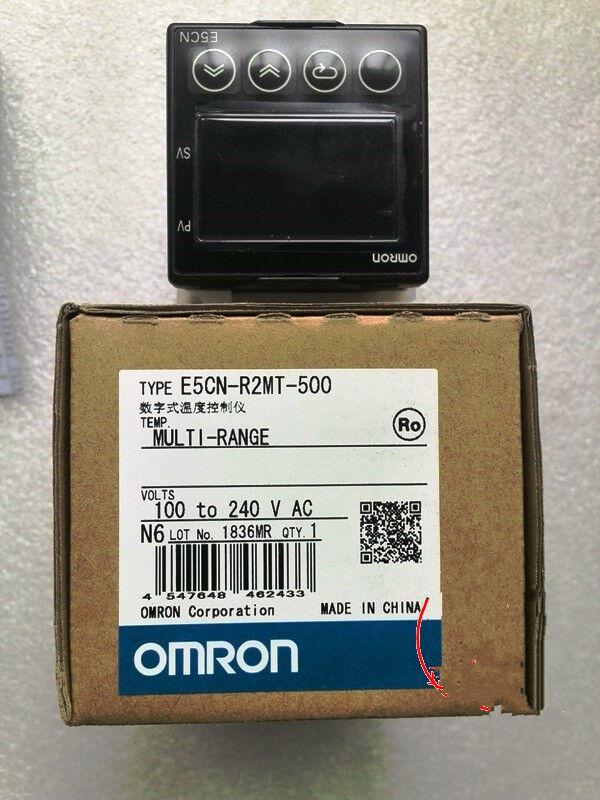 E5CN
SV
PV
OMRON
TYPE E5CN-R2MT-500
数字式温度控制仪
TEMP.
MULTI-RANGE
Ro
VOLTS
100 to 240 V AC
N6 LOT No. 1836MR QTY. 1
4 547648 462433
OMRON Corporation MADE IN CHINA
OMRON